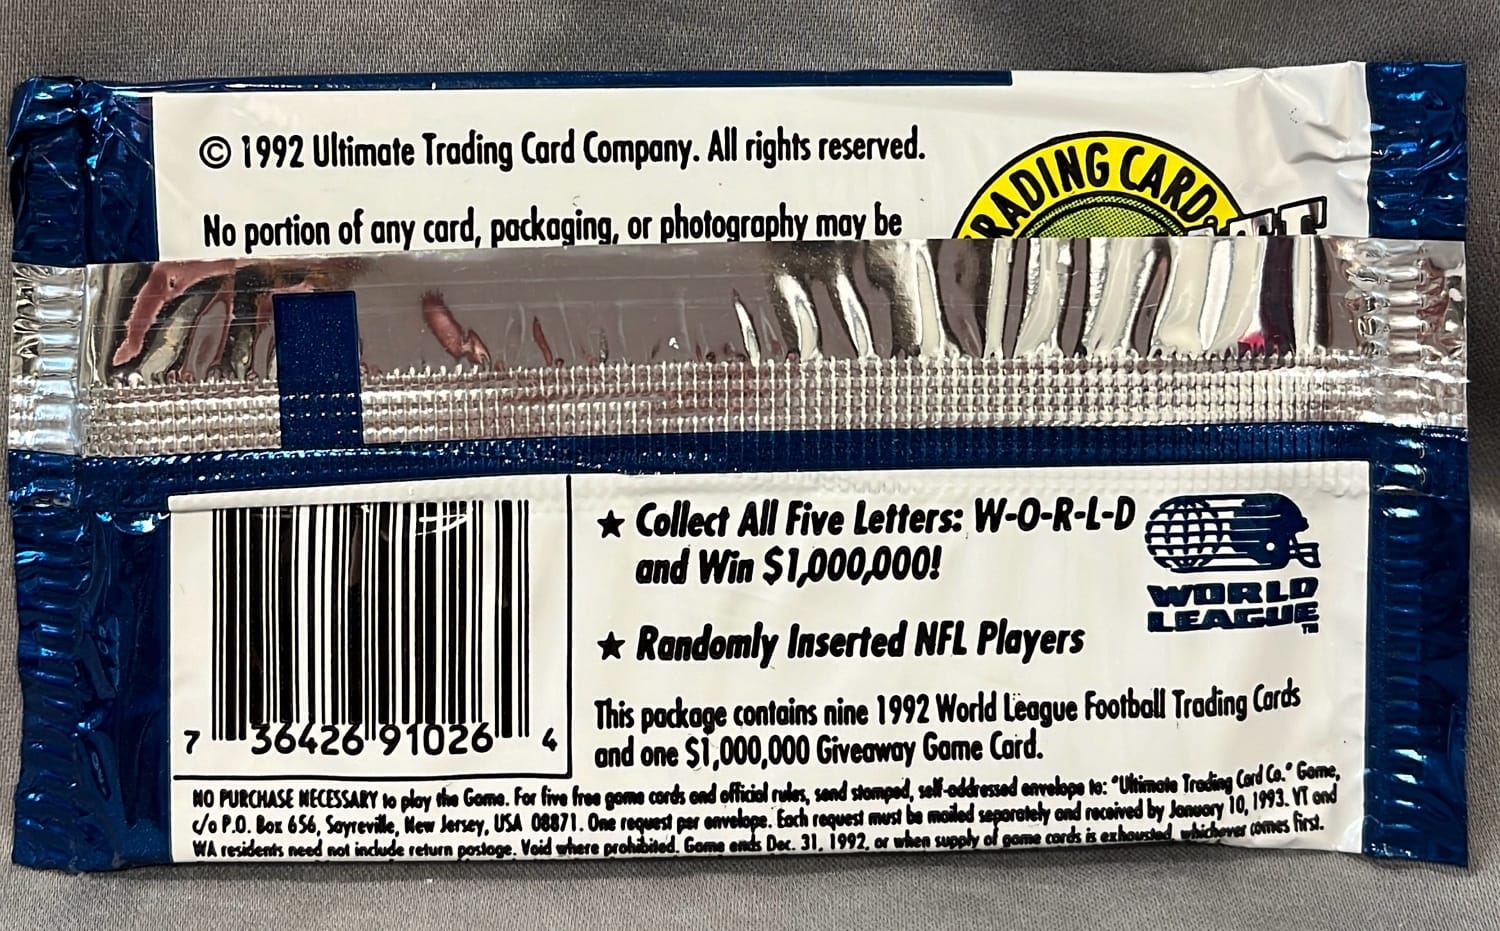 © 1992 Ultimate Trading Card Company. All rights reserved.
No portion of any card, packaging, or photography may be
RADING CARD
★ Collect All Five Letters: W-O-R-L-D
and Win $1,000,000!
WORLD
LEAGUE™
★ Randomly Inserted NFL Players
This package contains nine 1992 World League Football Trading Cards
and one $1,000,000 Giveaway Game Card.
7 36426 91026 4
NO PURCHASE NECESSARY to play the Game. For five free game cards and official rules, send stamped, self-addressed envelope to: "Ultimate Trading Card Co." Game,
c/o P.O. Box 656, Sayreville, New Jersey, USA 08871. One request per envelope. Each request must be mailed separately and received by January 10, 1993. VT and
WA residents need not include return postage. Void where prohibited. Game ends Dec. 31, 1992, or when supply of game cards is exhausted, whichever comes first.